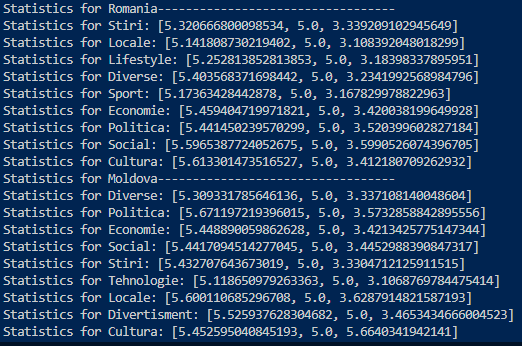 Statistics for Romania----------------------------------
Statistics for Stiri: [5.320666800098534, 5.0, 3.339209102945649]
Statistics for Locale: [5.141808730219402, 5.0, 3.108392048018299]
Statistics for Lifestyle: [5.252813852813853, 5.0, 3.18398337895951]
Statistics for Diverse: [5.403568371698442, 5.0, 3.2341992568984796]
Statistics for Sport: [5.17363428442878, 5.0, 3.167829978822963]
Statistics for Economie: [5.459404719971821, 5.0, 3.420038199649928]
Statistics for Politica: [5.441450239570299, 5.0, 3.520399602827184]
Statistics for Social: [5.5965387724052675, 5.0, 3.5990526074396705]
Statistics for Cultura: [5.613301473516527, 5.0, 3.412180709262932]
Statistics for Moldova----------------------------------
Statistics for Diverse: [5.309331785646136, 5.0, 3.337108140048604]
Statistics for Politica: [5.671197219396015, 5.0, 3.5732858842895556]
Statistics for Economie: [5.448890059862628, 5.0, 3.4213425775147344]
Statistics for Social: [5.4417094514277045, 5.0, 3.4452988390847317]
Statistics for Stiri: [5.432707643673019, 5.0, 3.3304712125911515]
Statistics for Tehnologie: [5.118650979263363, 5.0, 3.1068769784475414]
Statistics for Locale: [5.600110685296708, 5.0, 3.6287914821587193]
Statistics for Divertisment: [5.525937628304682, 5.0, 3.4653434666004523]
Statistics for Cultura: [5.452595040845193, 5.0, 5.6640341942141]